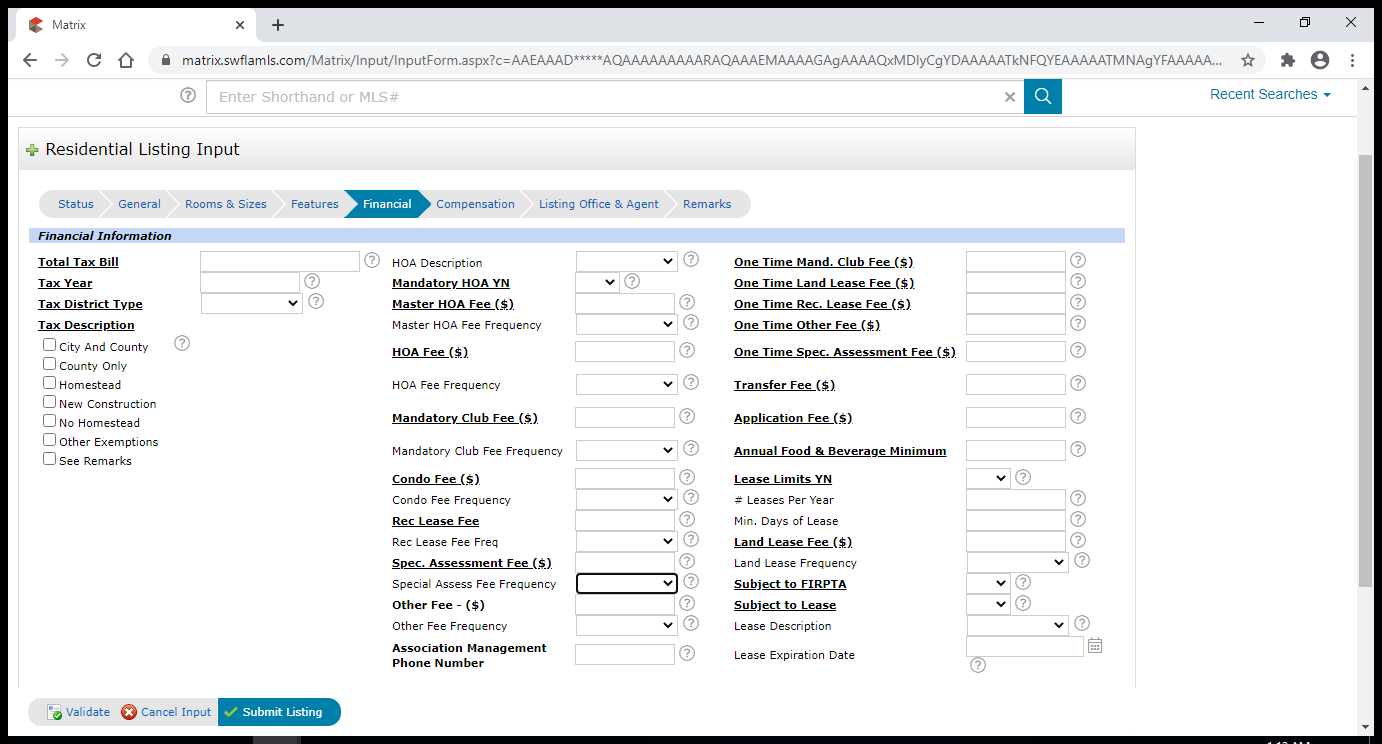 Matrix
matrix.swflamls.com/Matrix/Input/InputForm.aspx?c=AAEAAAD*****AQAAAAAAAAARAQAAAEMAAAAGAgAAAAQxMDIyCgYDAAAAATkNFQYEAAAAATMNAgYFAAAAA...
Enter Shorthand or MLS#
Recent Searches
Residential Listing Input
Status General Rooms & Sizes Features Financial Compensation Listing Office & Agent Remarks
Financial Information
Total Tax Bill
Tax Year
Tax District Type
Tax Description
City And County
County Only
Homestead
New Construction
No Homestead
Other Exemptions
See Remarks
HOA Description
Mandatory HOA YN
Master HOA Fee ($)
Master HOA Fee Frequency
HOA Fee ($)
HOA Fee Frequency
Mandatory Club Fee ($)
Mandatory Club Fee Frequency
Condo Fee ($)
Condo Fee Frequency
Rec Lease Fee
Rec Lease Fee Freq
Spec. Assessment Fee ($)
Special Assess Fee Frequency
Other Fee - ($)
Other Fee Frequency
Association Management
Phone Number
One Time Mand. Club Fee ($)
One Time Land Lease Fee ($)
One Time Rec. Lease Fee ($)
One Time Other Fee ($)
One Time Spec. Assessment Fee ($)
Transfer Fee ($)
Application Fee ($)
Annual Food & Beverage Minimum
Lease Limits YN
# Leases Per Year
Min. Days of Lease
Land Lease Fee ($)
Land Lease Frequency
Subject to FIRPTA
Subject to Lease
Lease Description
Lease Expiration Date
Validate Cancel Input Submit Listing